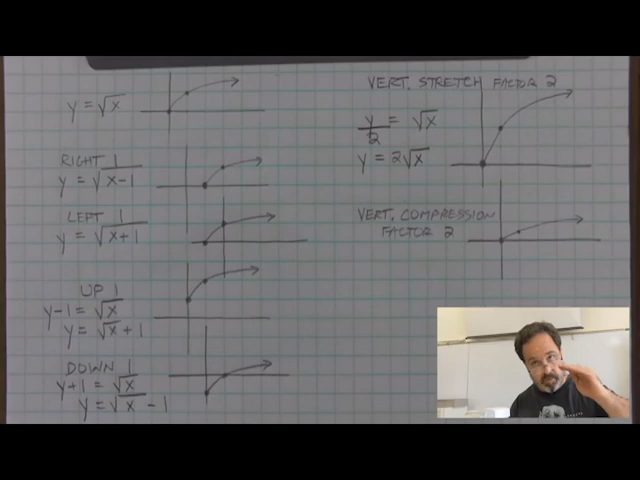 y = √x
RIGHT 1
y = √x-1
LEFT 1
y = √x+1
UP 1
y-1 = √x
y = √x + 1
DOWN 1
y+1 = √x
y = √x - 1
VERT. STRETCH FACTOR 2
y/2 = √x
y = 2√x
VERT. COMPRESSION
FACTOR 2